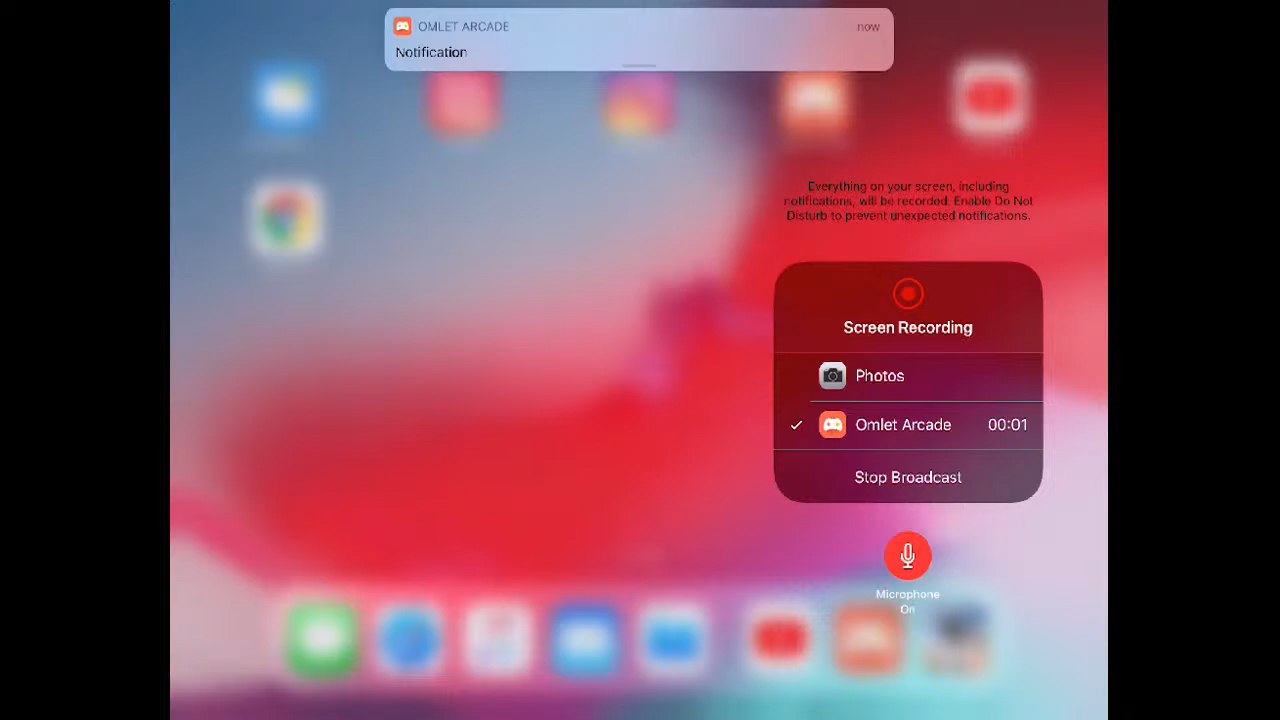 OMLET ARCADE now
Notification
Everything on your screen, including
notifications, will be recorded. Enable Do Not
Disturb to prevent unexpected notifications.
Screen Recording
Photos
Omlet Arcade 00:01
Stop Broadcast
Microphone
On